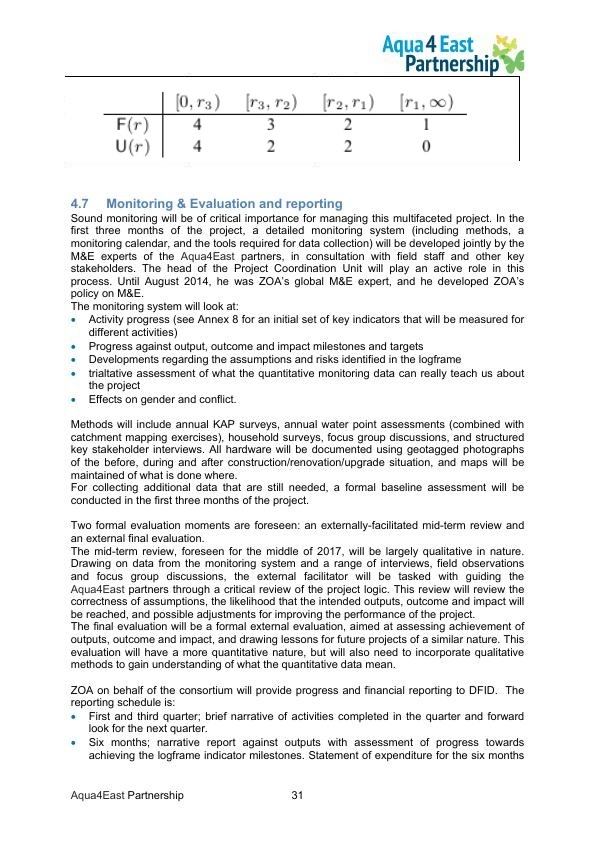 Aqua4 East
Partnership
[0, r3) [r3, r2) [r2, r1) [r1, ∞)
F(r) 4 3 2 1
U(r) 4 2 2 0
4.7 Monitoring & Evaluation and reporting
Sound monitoring will be of critical importance for managing this multifaceted project. In the
first three months of the project, a detailed monitoring system (including methods, a
monitoring calendar, and the tools required for data collection) will be developed jointly by the
M&E experts of the Aqua4East partners, in consultation with field staff and other key
stakeholders. The head of the Project Coordination Unit will play an active role in this
process. Until August 2014, he was ZOA's global M&E expert, and he developed ZOA's
policy on M&E.
The monitoring system will look at:
• Activity progress (see Annex 8 for an initial set of key indicators that will be measured for
different activities)
• Progress against output, outcome and impact milestones and targets
• Developments regarding the assumptions and risks identified in the logframe
• trialtative assessment of what the quantitative monitoring data can really teach us about
the project
• Effects on gender and conflict.
Methods will include annual KAP surveys, annual water point assessments (combined with
catchment mapping exercises), household surveys, focus group discussions, and structured
key stakeholder interviews. All hardware will be documented using geotagged photographs
of the before, during and after construction/renovation/upgrade situation, and maps will be
maintained of what is done where.
For collecting additional data that are still needed, a formal baseline assessment will be
conducted in the first three months of the project.
Two formal evaluation moments are foreseen: an externally-facilitated mid-term review and
an external final evaluation.
The mid-term review, foreseen for the middle of 2017, will be largely qualitative in nature.
Drawing on data from the monitoring system and a range of interviews, field observations
and focus group discussions, the external facilitator will be tasked with guiding the
Aqua4East partners through a critical review of the project logic. This review will review the
correctness of assumptions, the likelihood that the intended outputs, outcome and impact will
be reached, and possible adjustments for improving the performance of the project.
The final evaluation will be a formal external evaluation, aimed at assessing achievement of
outputs, outcome and impact, and drawing lessons for future projects of a similar nature. This
evaluation will have a more quantitative nature, but will also need to incorporate qualitative
methods to gain understanding of what the quantitative data mean.
ZOA on behalf of the consortium will provide progress and financial reporting to DFID. The
reporting schedule is:
• First and third quarter; brief narrative of activities completed in the quarter and forward
look for the next quarter.
• Six months; narrative report against outputs with assessment of progress towards
achieving the logframe indicator milestones. Statement of expenditure for the six months
Aqua4East Partnership 31